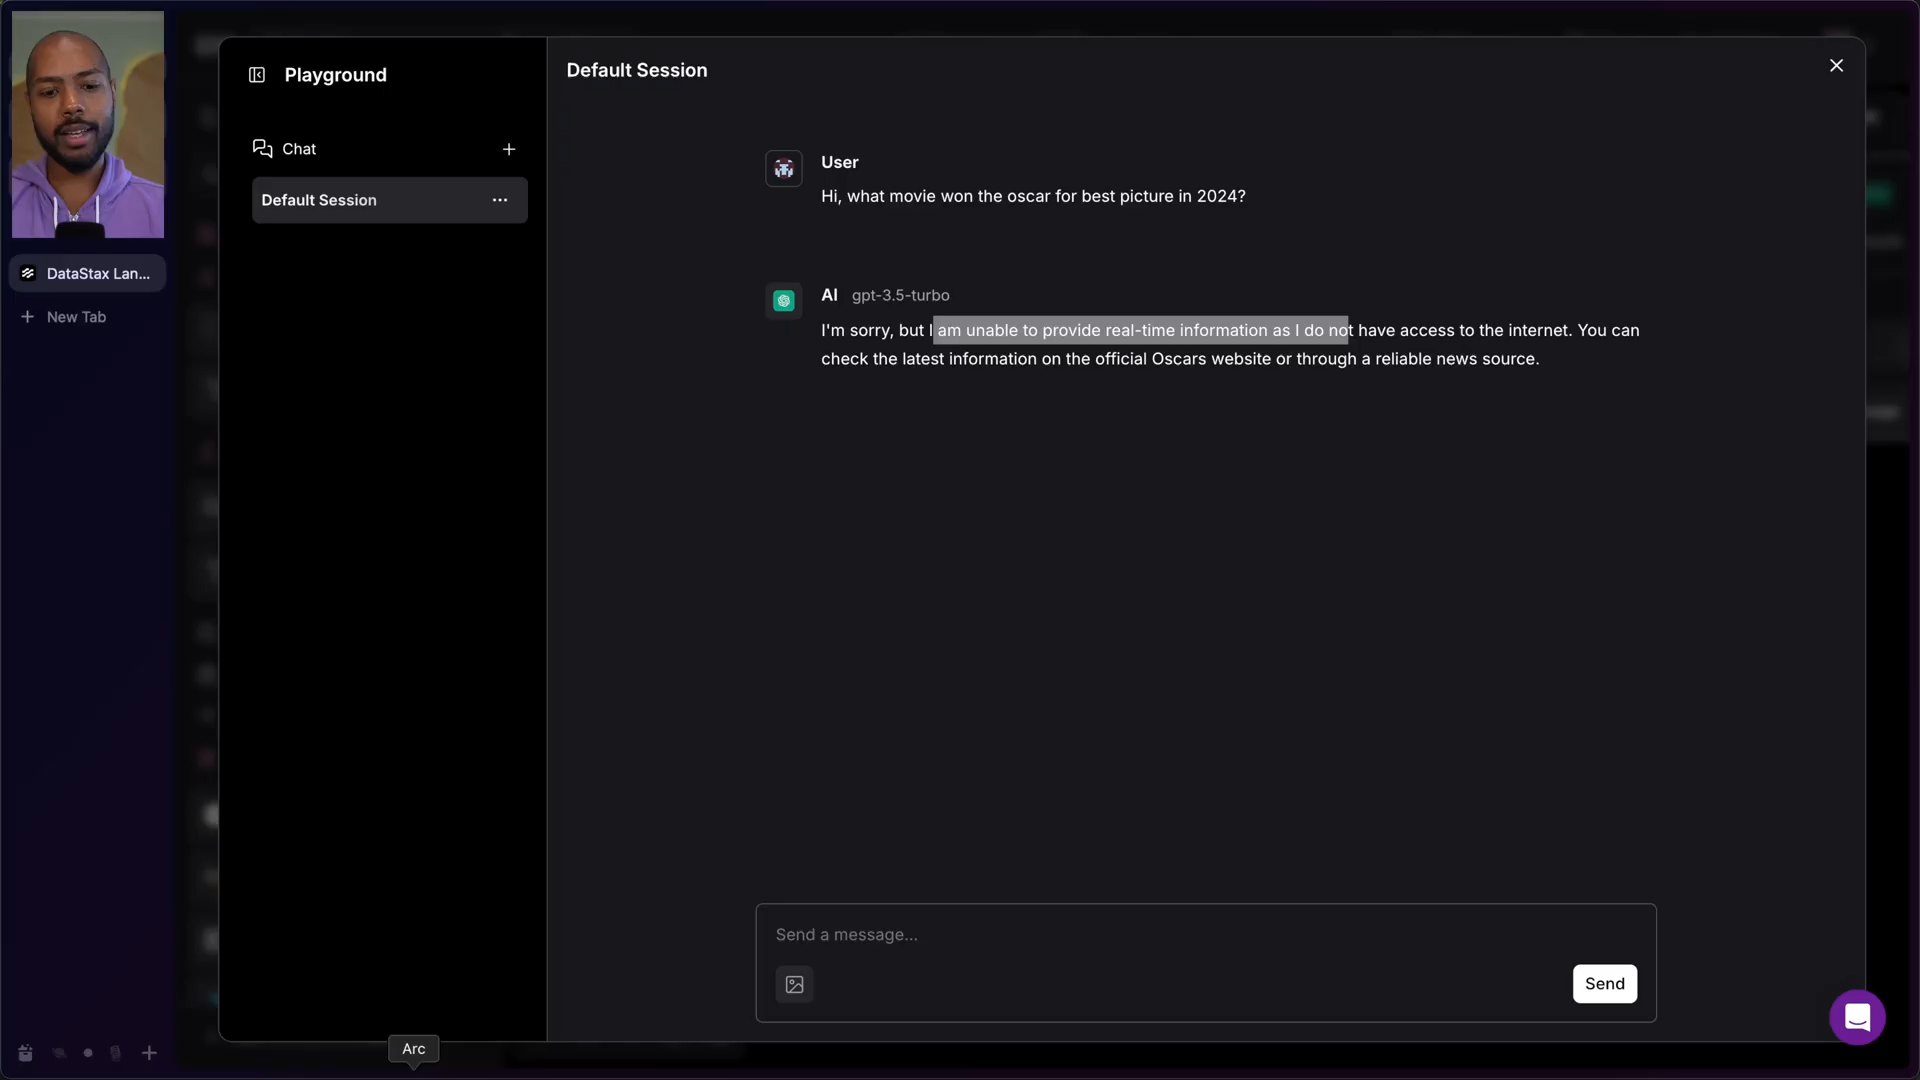 Playground
Default Session
Chat
Default Session
User
Hi, what movie won the oscar for best picture in 2024?
DataStax Lan...
New Tab
AI gpt-3.5-turbo
I'm sorry, but I am unable to provide real-time information as I do not have access to the internet. You can
check the latest information on the official Oscars website or through a reliable news source.
Send a message...
Send
Arc